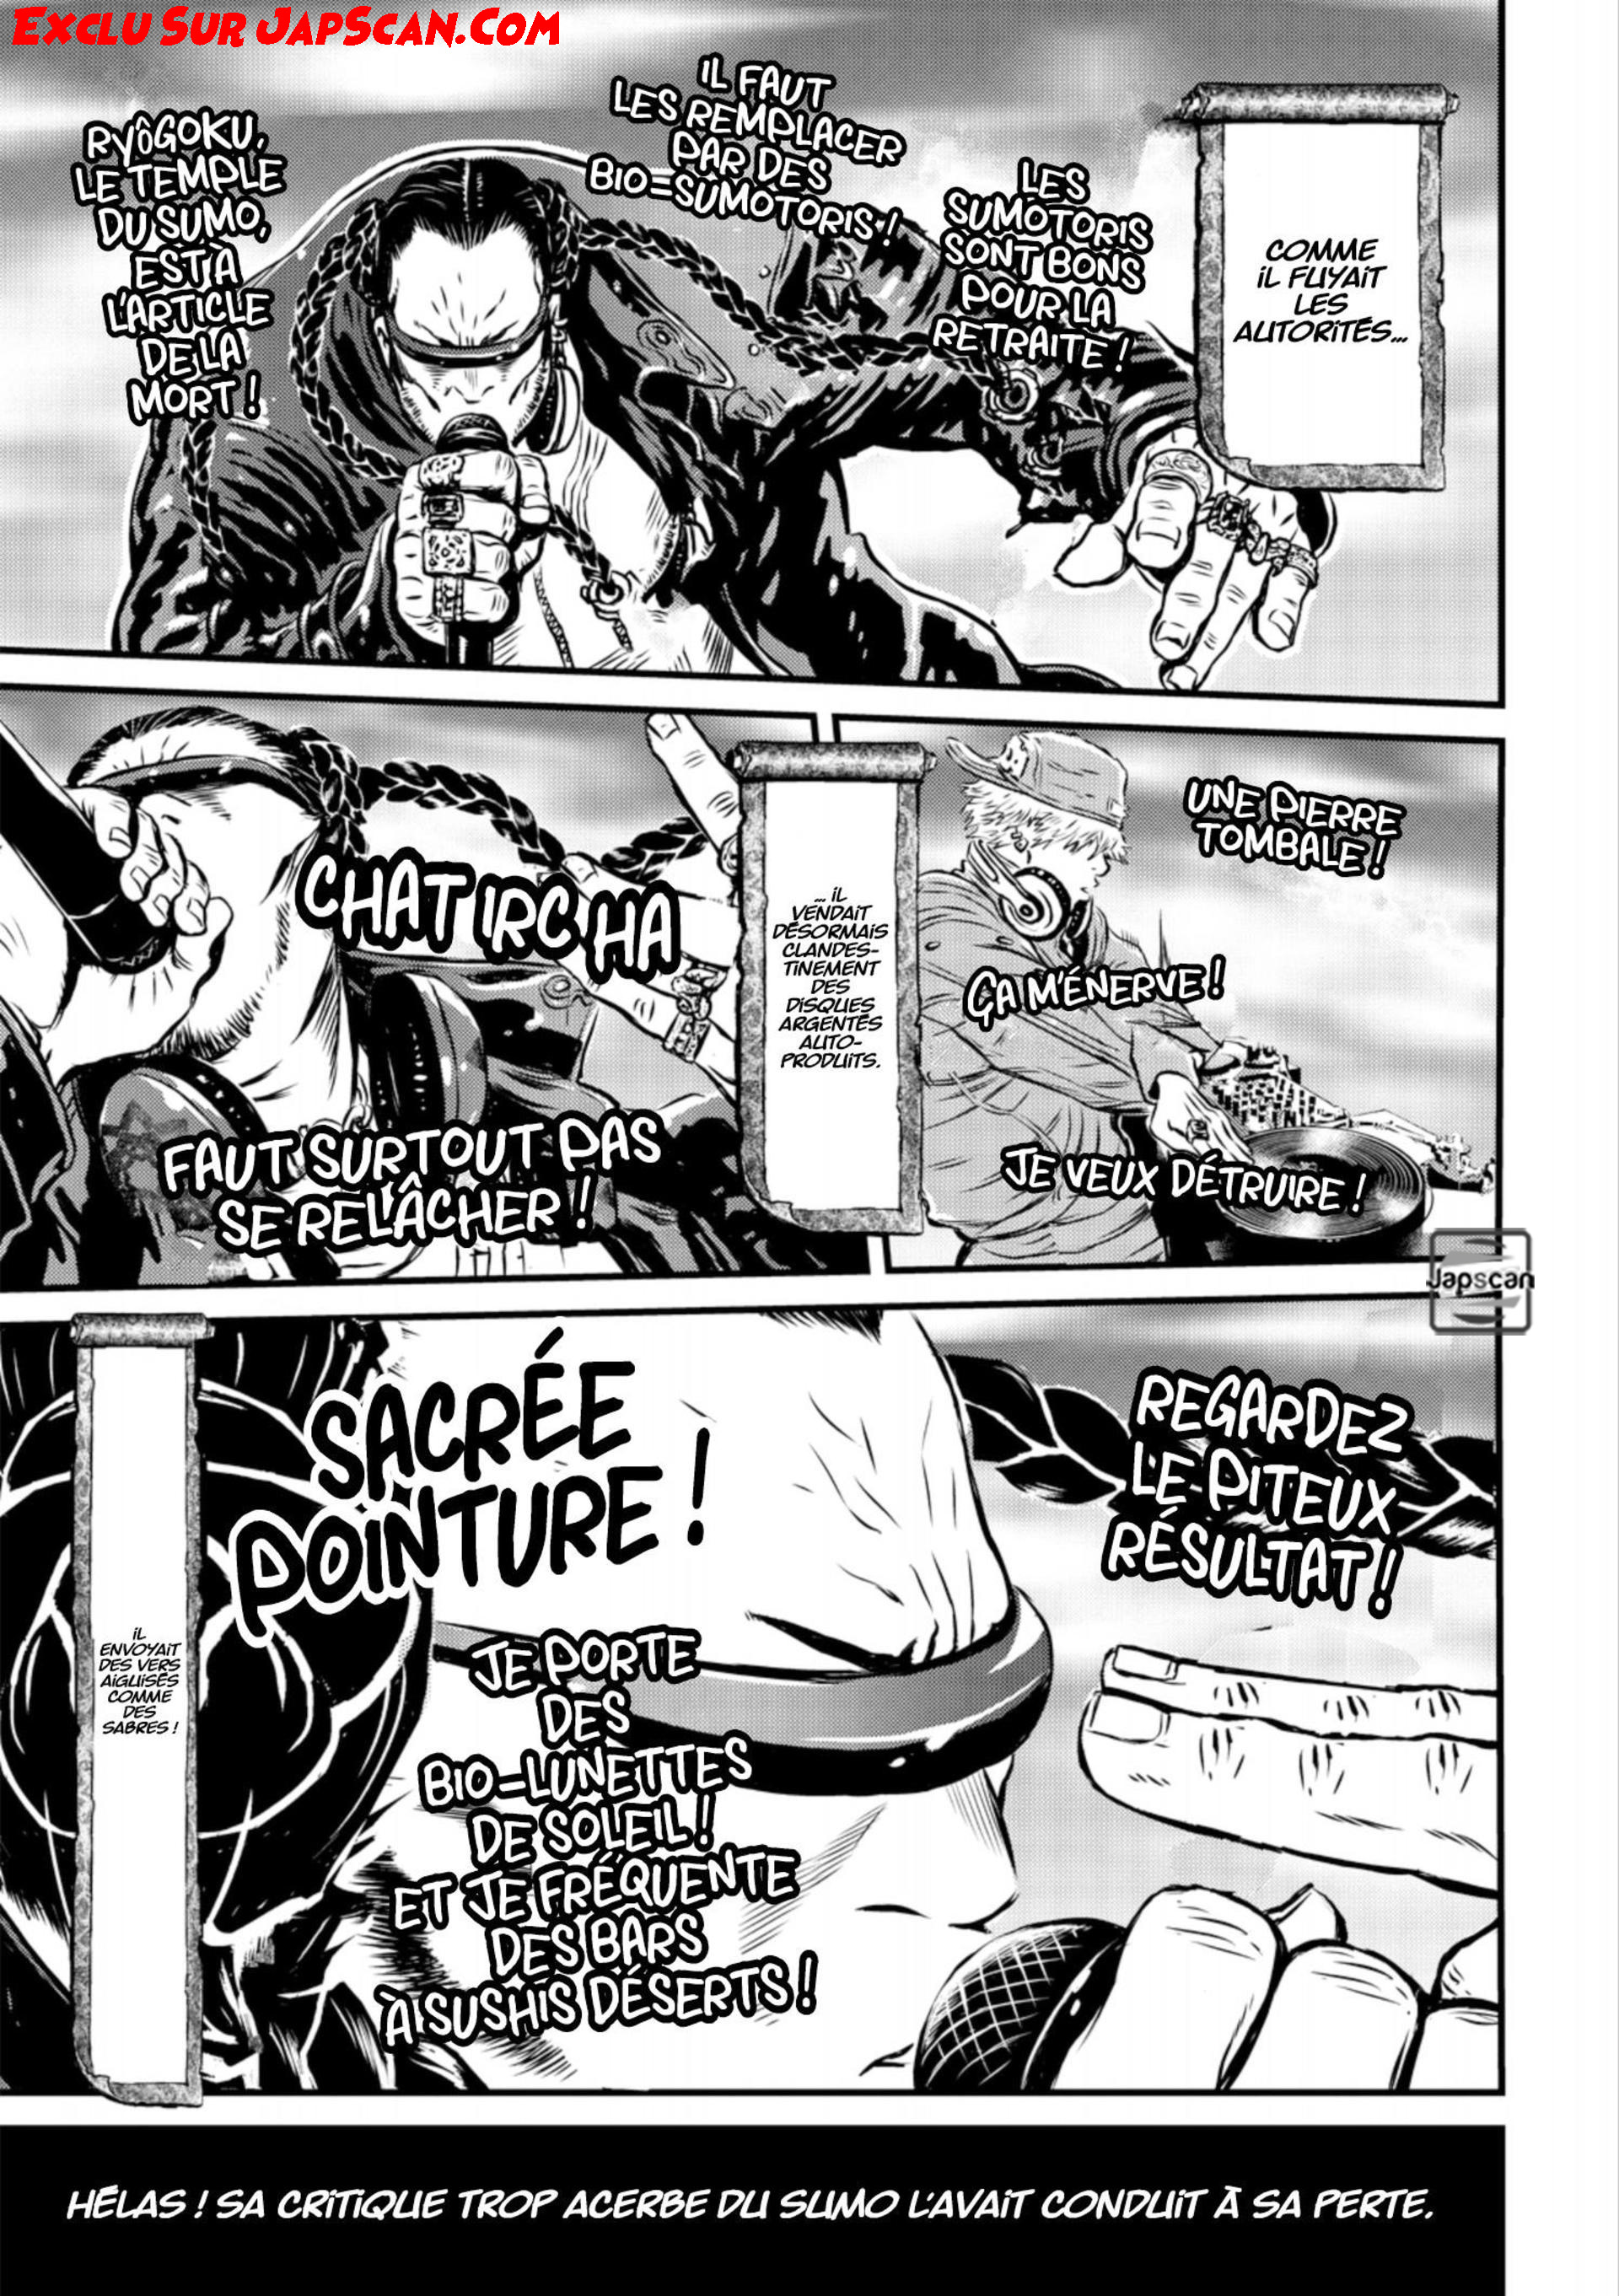 EXCLU SUR JAPSCAN.COM
COMME
IL FUYAIT
LES
AUTORITÉS...
LES
SUMOTORIS
SONT BONS
POUR LA
RETRAITE !
IL FAUT
LES REMPLACER
PAR DES
BIO=SUMOTORIS !
RYÔGOKU,
LE TEMPLE
DU SUMO,
EST À
L'ARTICLE
DE LA
MORT !
UNE PIERRE
TOMBALE !
ÇA M'ÉNERVE !
JE VEUX DÉTRUIRE !
... IL
VENDAIT
DÉSORMAIS
CLANDES-
TINEMENT
DES
DISQUES
ARGENTÉS
AUTO-
PRODUITS.
CHAT IRC HA
FAUT SURTOUT PAS
SE RELÂCHER !
Japscan
REGARDEZ
LE PITEUX
RÉSULTAT !
SACRÉE
POINTURE !
JE PORTE
DES
BIO=LUNETTES
DE SOLEIL !
ET JE FRÉQUENTE
DES BARS
À SUSHIS DÉSERTS !
IL
ENVOYAIT
DES VERS
AIGUISÉS
COMME
DES
SABRES !
HÉLAS ! SA CRITIQUE TROP ACERBE DU SUMO L'AVAIT CONDUIT À SA PERTE.